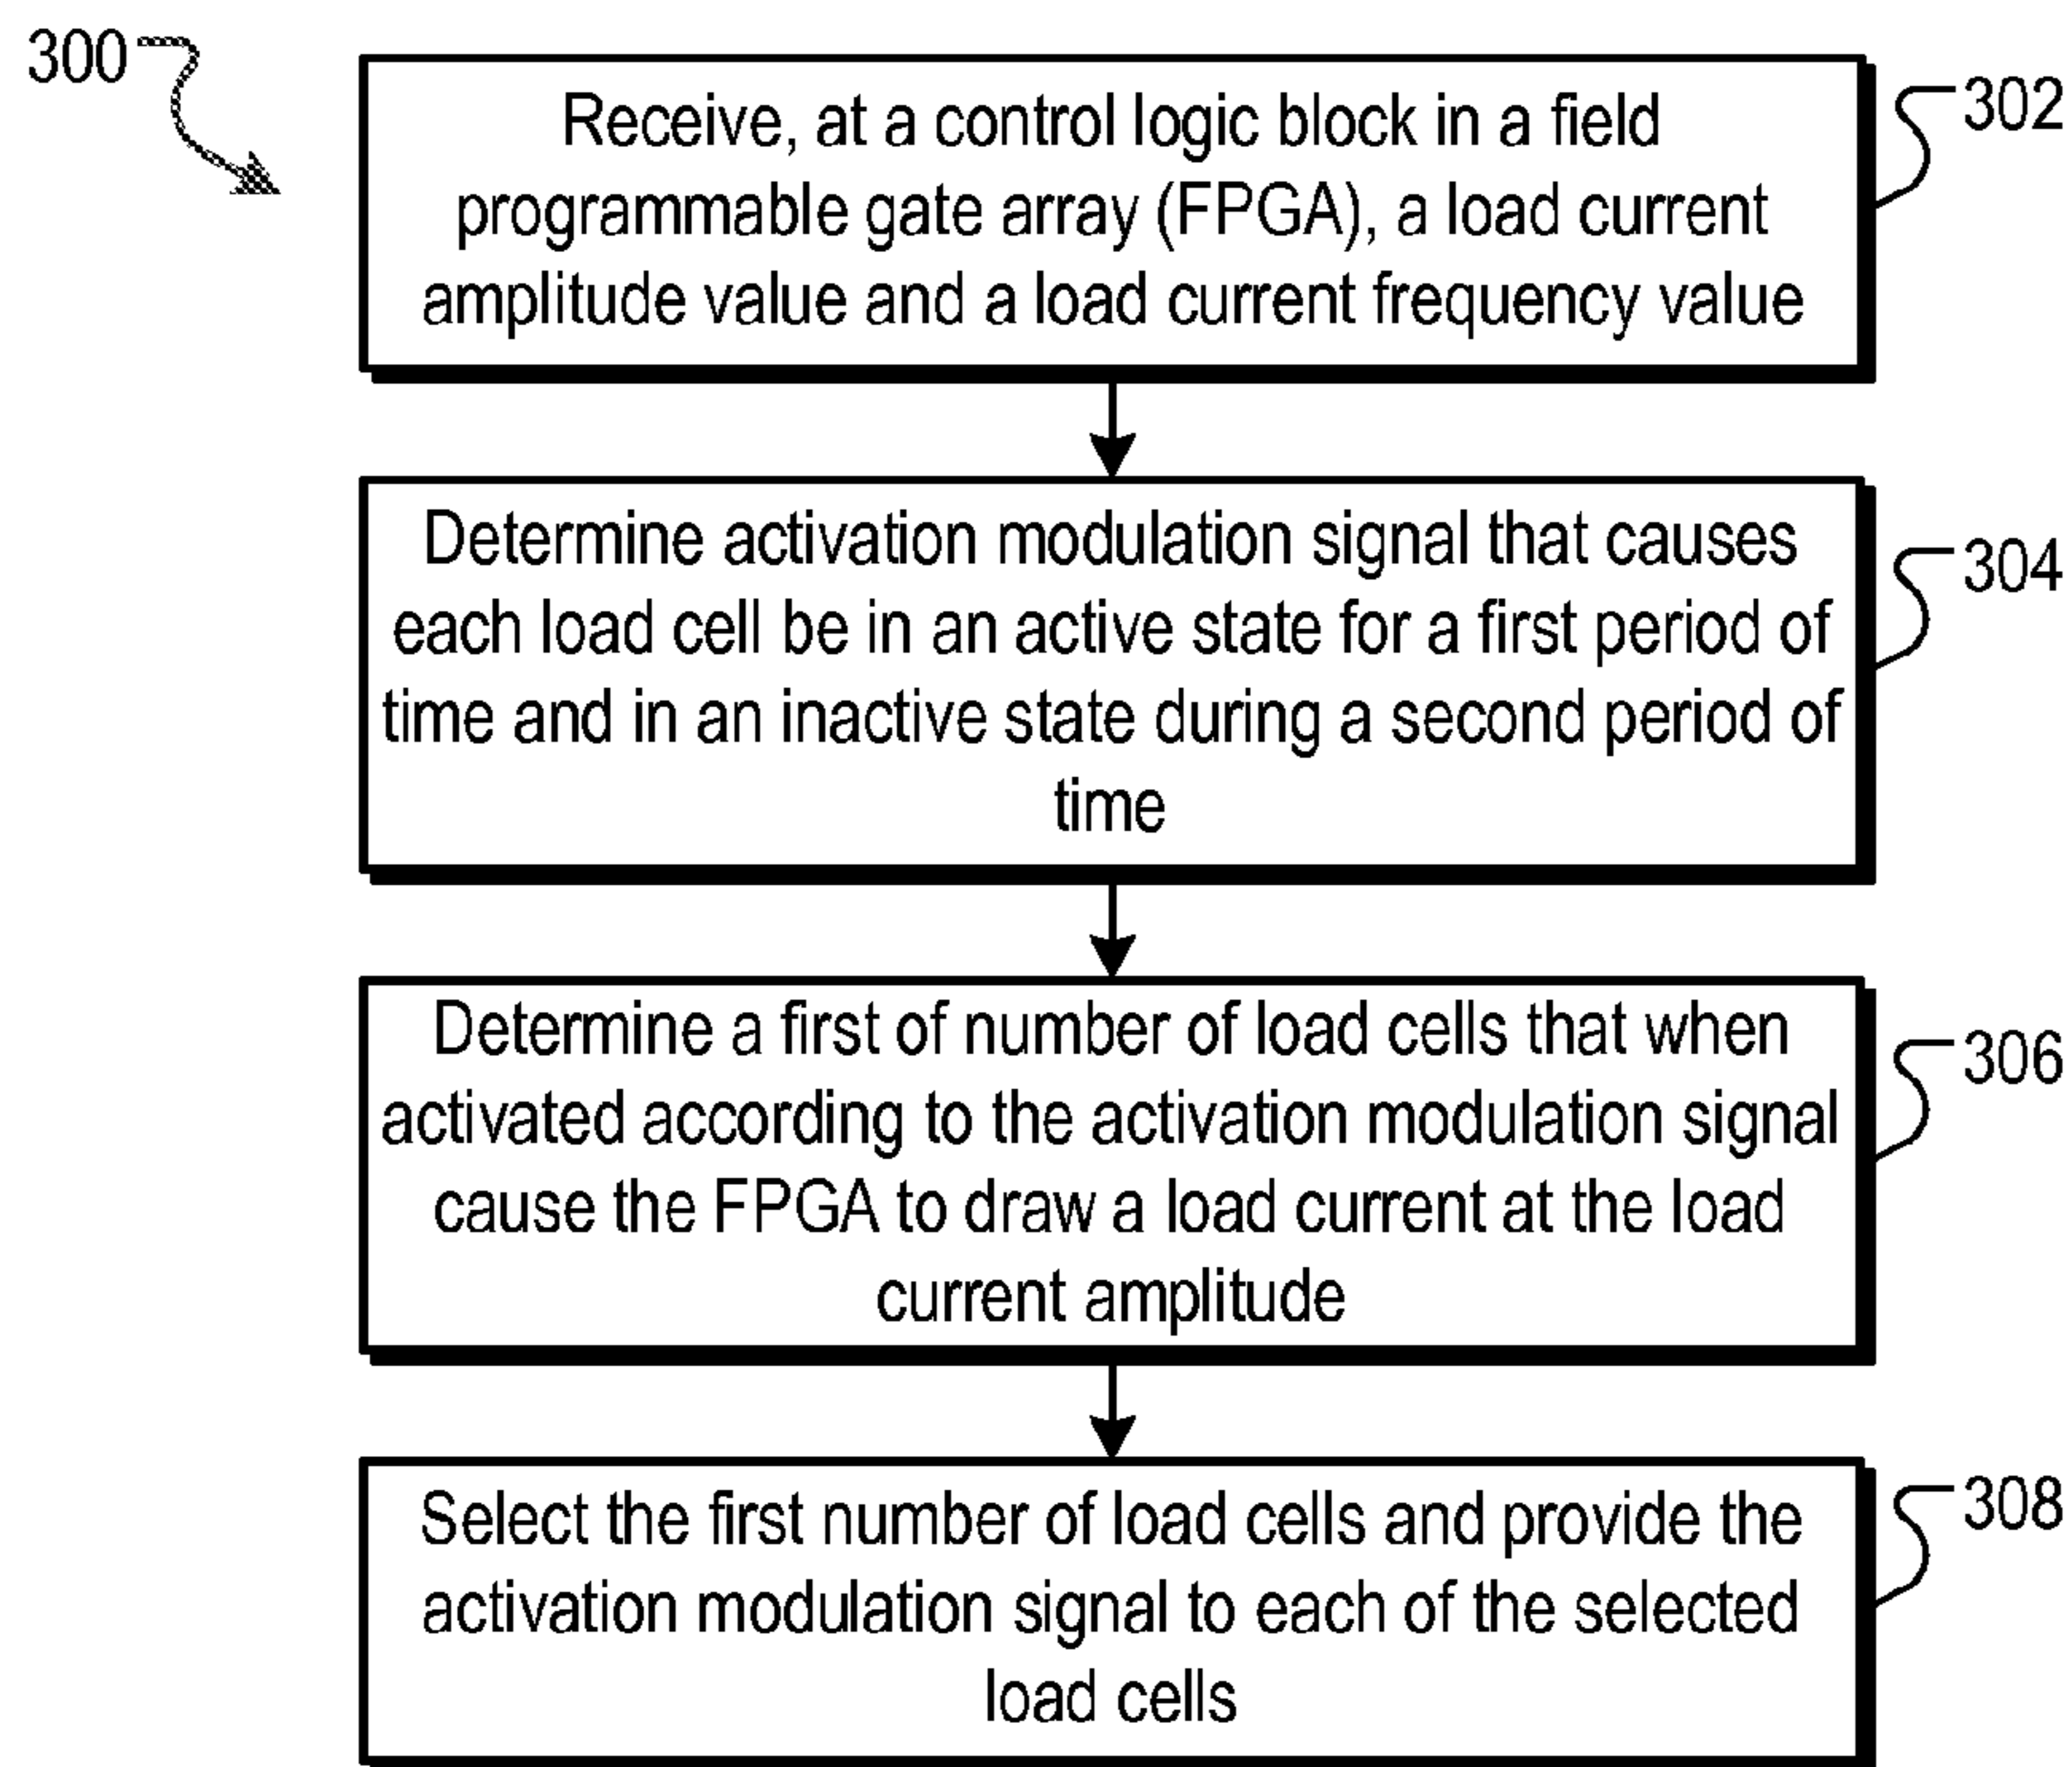 300
Receive, at a control logic block in a field
programmable gate array (FPGA), a load current
amplitude value and a load current frequency value
302
Determine activation modulation signal that causes
each load cell be in an active state for a first period of
time and in an inactive state during a second period of
time
304
Determine a first of number of load cells that when
activated according to the activation modulation signal
cause the FPGA to draw a load current at the load
current amplitude
306
Select the first number of load cells and provide the
activation modulation signal to each of the selected
load cells
308